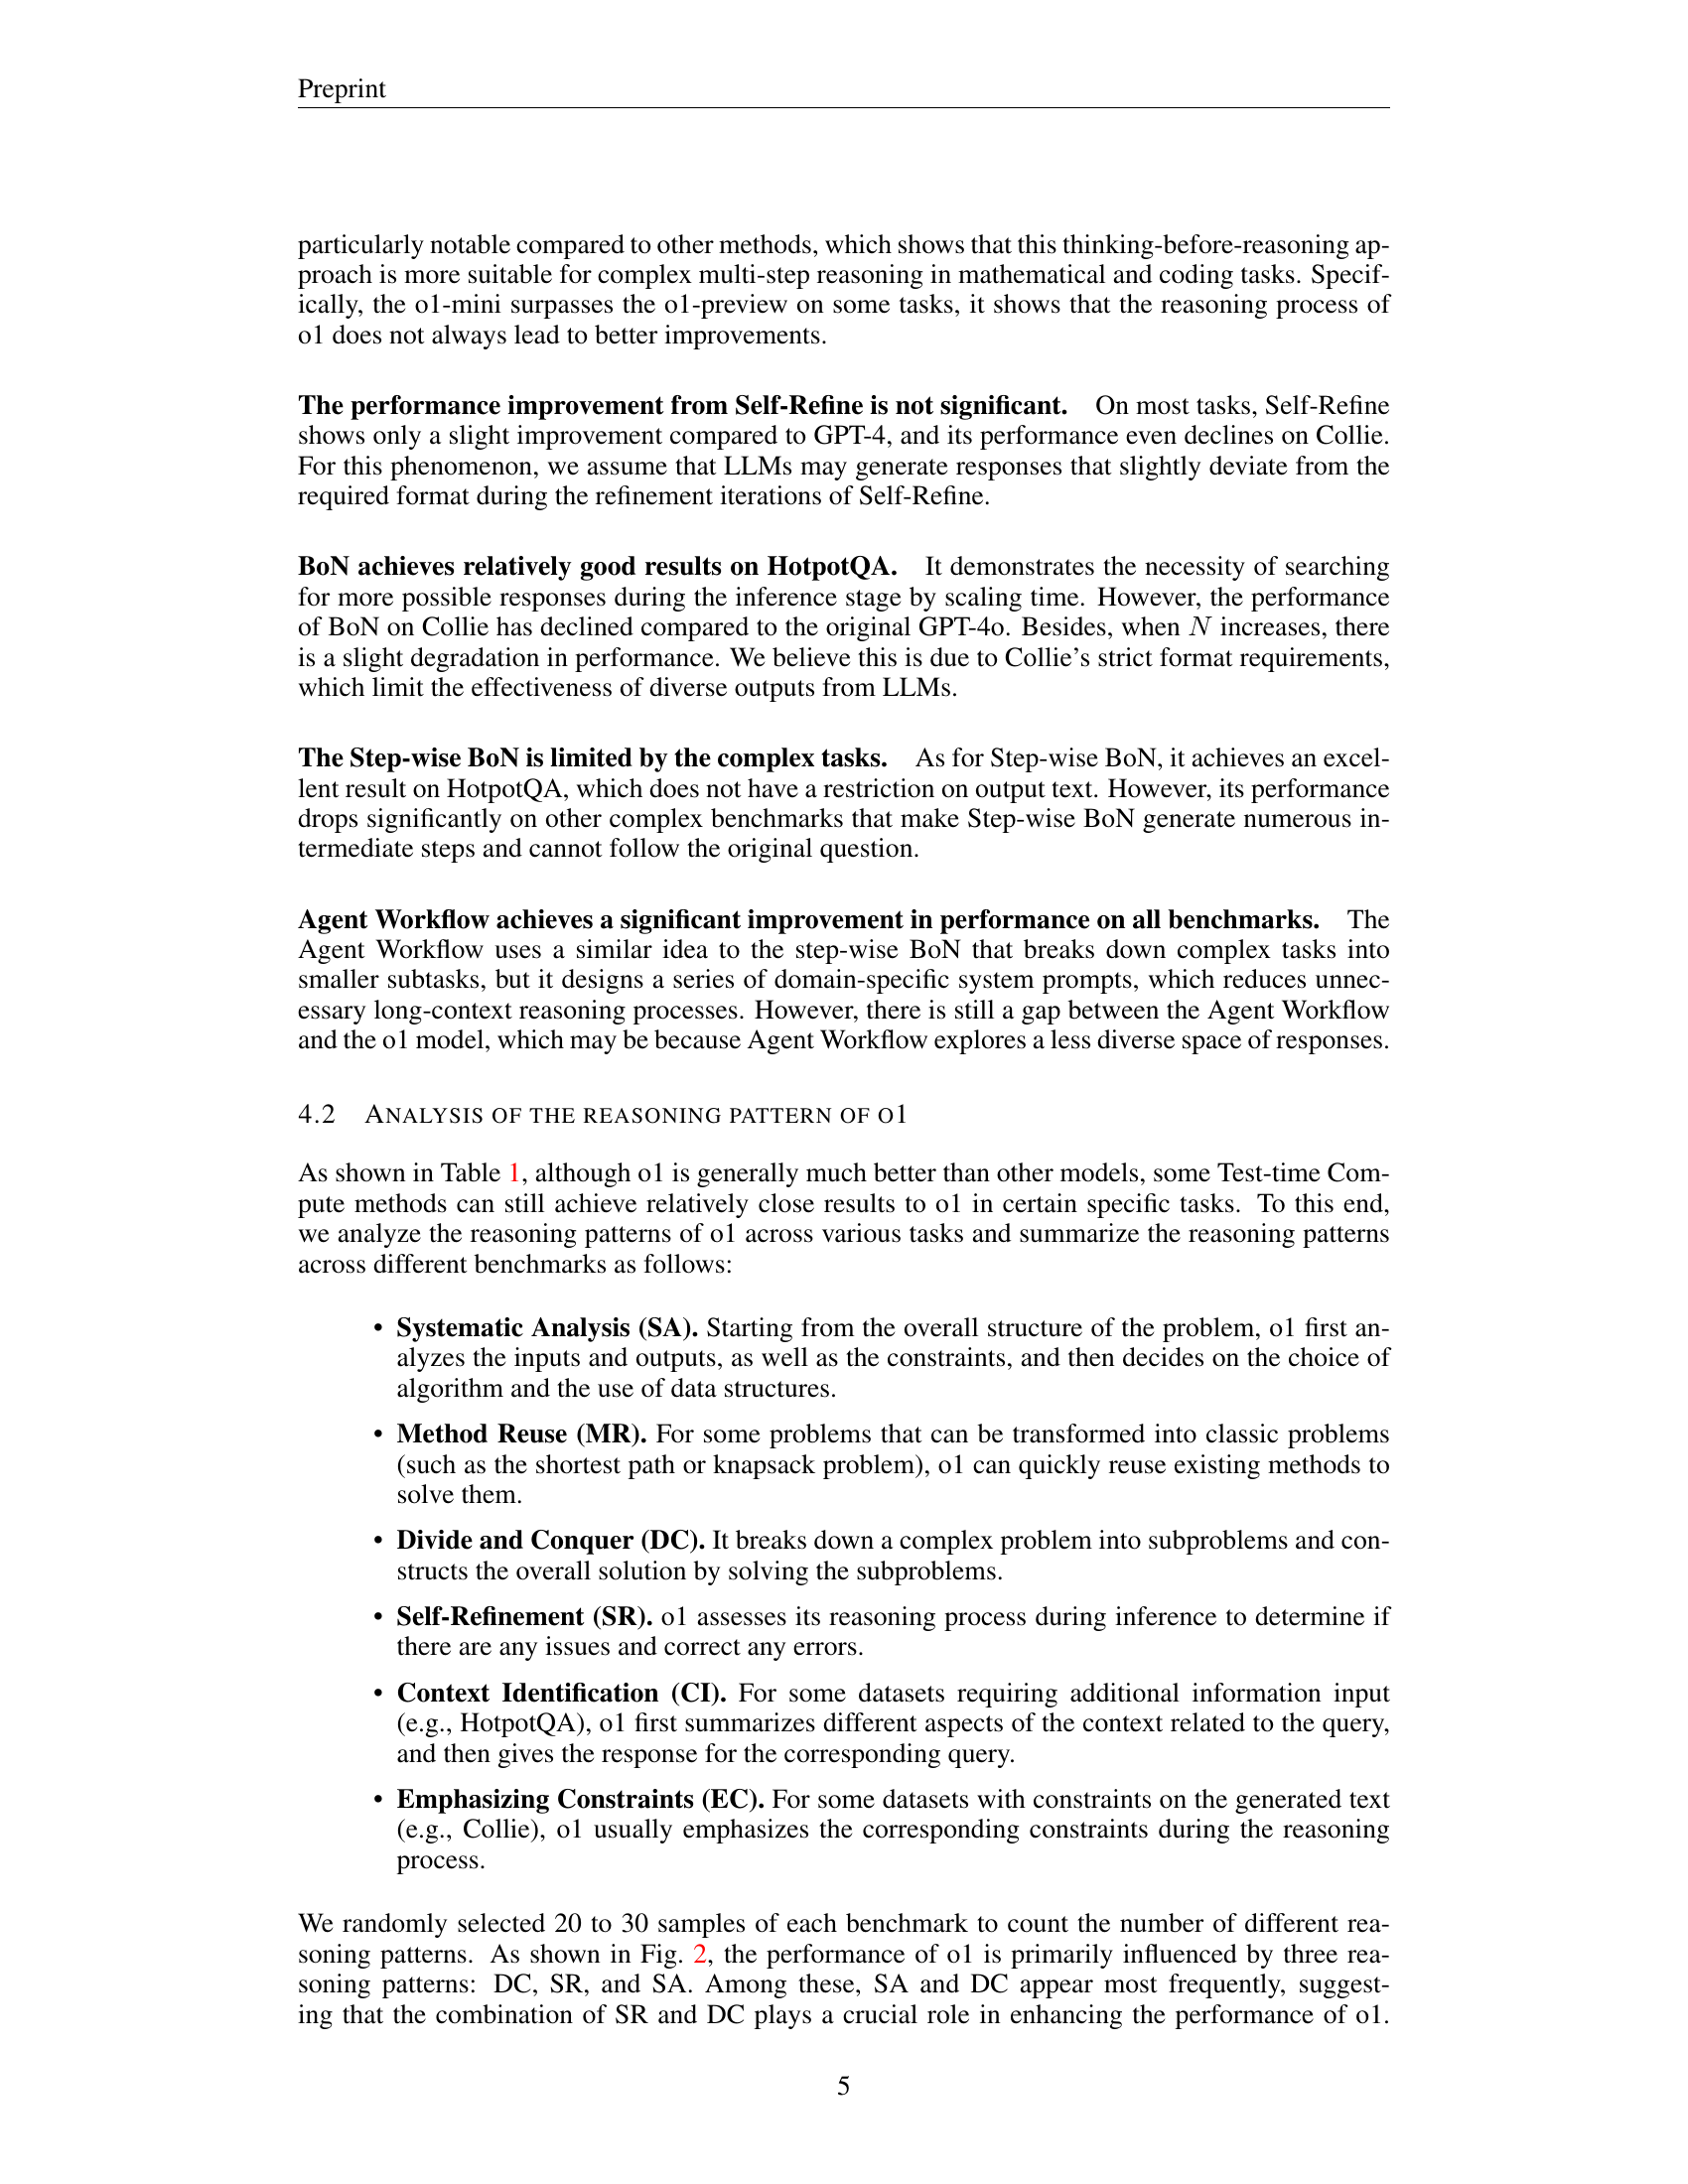 Preprint
particularly notable compared to other methods, which shows that this thinking-before-reasoning ap-
proach is more suitable for complex multi-step reasoning in mathematical and coding tasks. Specif-
ically, the o1-mini surpasses the o1-preview on some tasks, it shows that the reasoning process of
o1 does not always lead to better improvements.
The performance improvement from Self-Refine is not significant. On most tasks, Self-Refine
shows only a slight improvement compared to GPT-4, and its performance even declines on Collie.
For this phenomenon, we assume that LLMs may generate responses that slightly deviate from the
required format during the refinement iterations of Self-Refine.
BoN achieves relatively good results on HotpotQA. It demonstrates the necessity of searching
for more possible responses during the inference stage by scaling time. However, the performance
of BoN on Collie has declined compared to the original GPT-4o. Besides, when N increases, there
is a slight degradation in performance. We believe this is due to Collie's strict format requirements,
which limit the effectiveness of diverse outputs from LLMs.
The Step-wise BoN is limited by the complex tasks. As for Step-wise BoN, it achieves an excel-
lent result on HotpotQA, which does not have a restriction on output text. However, its performance
drops significantly on other complex benchmarks that make Step-wise BoN generate numerous in-
termediate steps and cannot follow the original question.
Agent Workflow achieves a significant improvement in performance on all benchmarks. The
Agent Workflow uses a similar idea to the step-wise BoN that breaks down complex tasks into
smaller subtasks, but it designs a series of domain-specific system prompts, which reduces unnec-
essary long-context reasoning processes. However, there is still a gap between the Agent Workflow
and the o1 model, which may be because Agent Workflow explores a less diverse space of responses.
4.2 ANALYSIS OF THE REASONING PATTERN OF O1
As shown in Table 1, although o1 is generally much better than other models, some Test-time Com-
pute methods can still achieve relatively close results to o1 in certain specific tasks. To this end,
we analyze the reasoning patterns of o1 across various tasks and summarize the reasoning patterns
across different benchmarks as follows:
• Systematic Analysis (SA). Starting from the overall structure of the problem, o1 first an-
alyzes the inputs and outputs, as well as the constraints, and then decides on the choice of
algorithm and the use of data structures.
• Method Reuse (MR). For some problems that can be transformed into classic problems
(such as the shortest path or knapsack problem), o1 can quickly reuse existing methods to
solve them.
• Divide and Conquer (DC). It breaks down a complex problem into subproblems and con-
structs the overall solution by solving the subproblems.
• Self-Refinement (SR). o1 assesses its reasoning process during inference to determine if
there are any issues and correct any errors.
• Context Identification (CI). For some datasets requiring additional information input
(e.g., HotpotQA), o1 first summarizes different aspects of the context related to the query,
and then gives the response for the corresponding query.
• Emphasizing Constraints (EC). For some datasets with constraints on the generated text
(e.g., Collie), o1 usually emphasizes the corresponding constraints during the reasoning
process.
We randomly selected 20 to 30 samples of each benchmark to count the number of different rea-
soning patterns. As shown in Fig. 2, the performance of o1 is primarily influenced by three rea-
soning patterns: DC, SR, and SA. Among these, SA and DC appear most frequently, suggest-
ing that the combination of SR and DC plays a crucial role in enhancing the performance of o1.
5